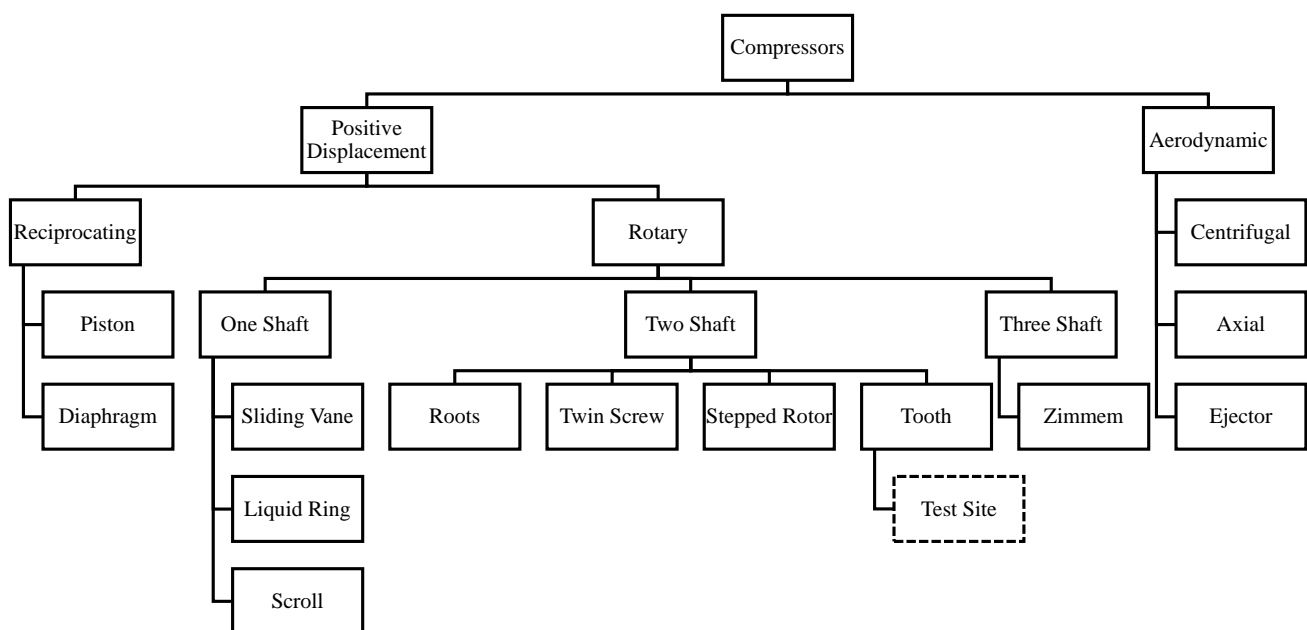 Compressors
Positive
Displacement
Aerodynamic
Reciprocating
Rotary
Centrifugal
Piston
One Shaft
Two Shaft
Three Shaft
Axial
Diaphragm
Sliding Vane
Roots
Twin Screw
Stepped Rotor
Tooth
Zimmem
Ejector
Liquid Ring
Test Site
Scroll